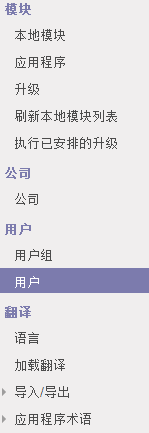 模块
本地模块
应用程序
升级
刷新本地模块列表
执行已安排的升级
公司
公司
用户
用户组
用户
翻译
语言
加载翻译
导入/导出
应用程序术语